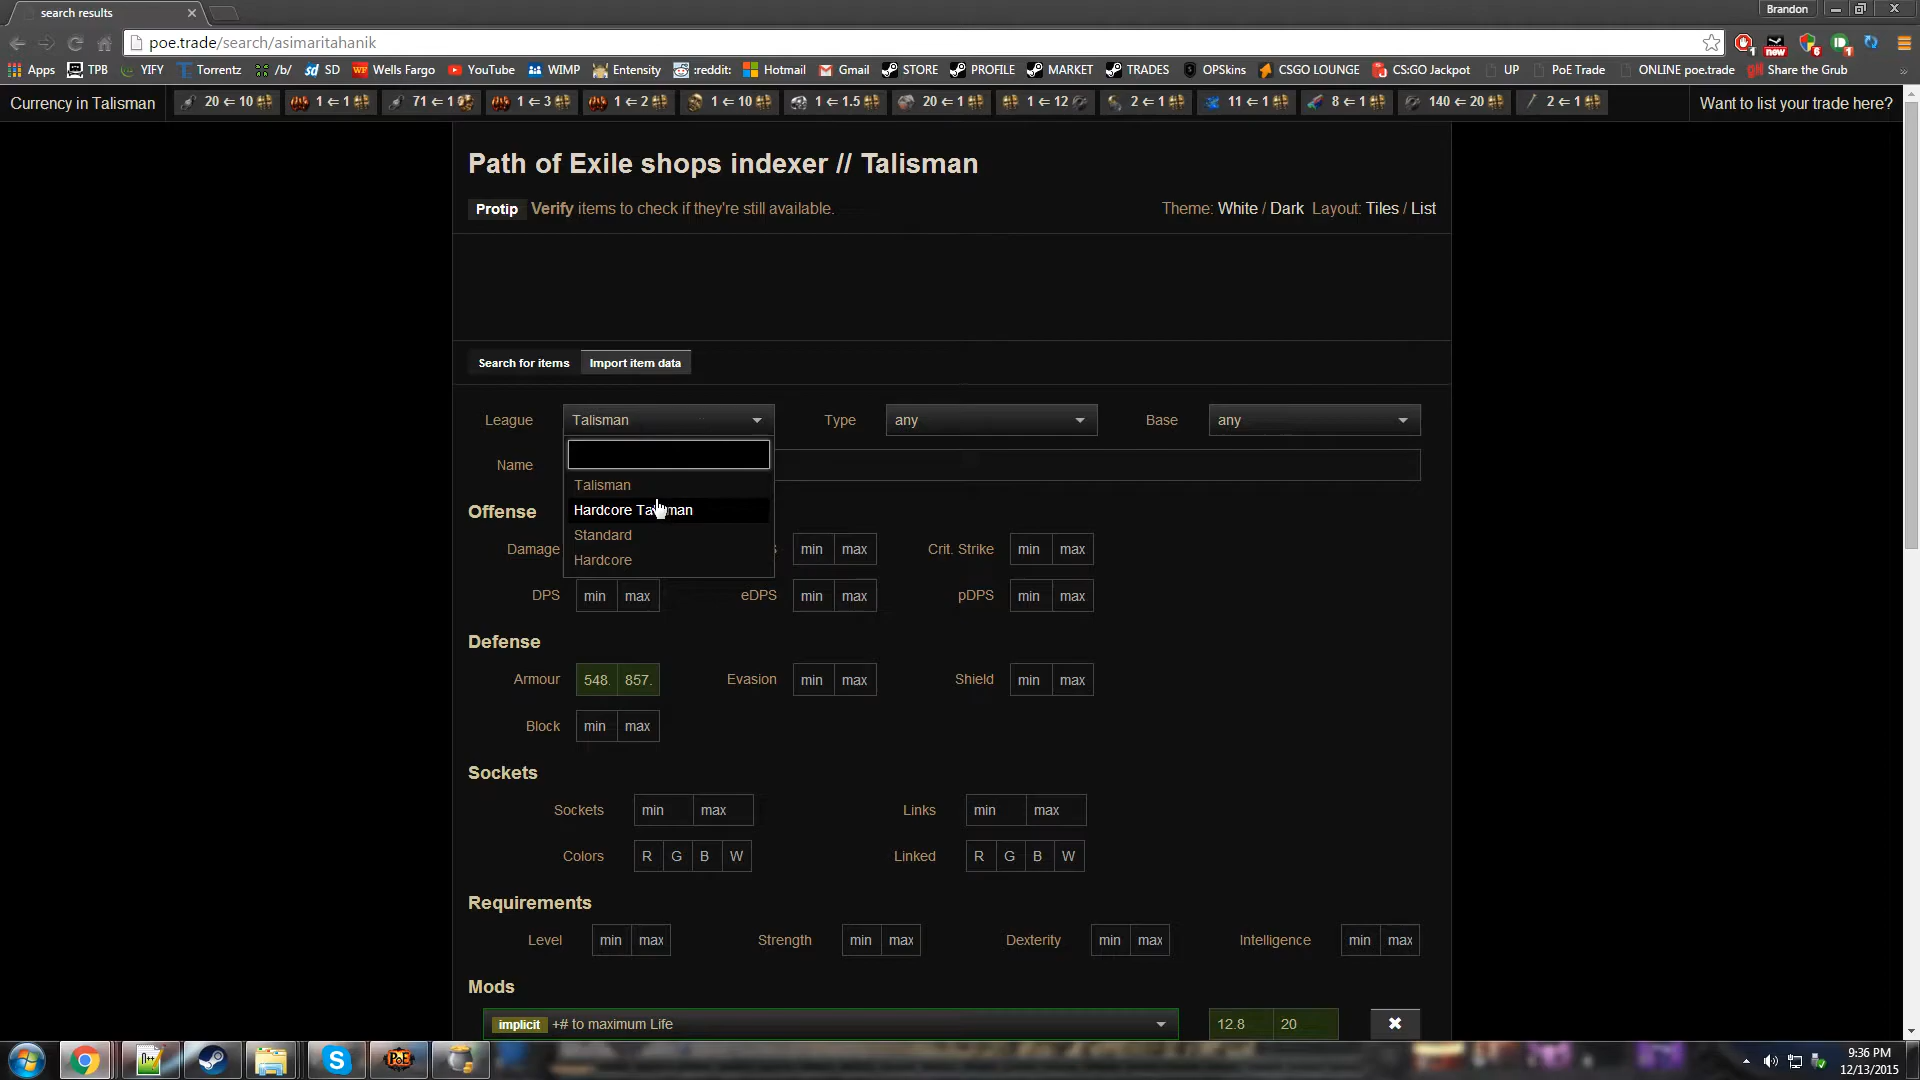 search results
Brandon
poe.trade/search/asimaritahanik
Apps TPB YIFY Torrentz /b/ SD Wells Fargo YouTube WIMP Entensity :reddit: Hotmail Gmail STORE PROFILE MARKET TRADES OPSkins CSGO LOUNGE CS:GO Jackpot UP PoE Trade ONLINE poe.trade Share the Grub
Currency in Talisman 20 ⇐ 10 1 ⇐ 1 71 ⇐ 1 1 ⇐ 3 1 ⇐ 2 1 ⇐ 10 1 ⇐ 1.5 20 ⇐ 1 1 ⇐ 12 2 ⇐ 1 11 ⇐ 1 8 ⇐ 1 140 ⇐ 20 2 ⇐ 1 Want to list your trade here?
Path of Exile shops indexer // Talisman
Protip Verify items to check if they're still available. Theme: White / Dark Layout: Tiles / List
Search for items Import item data
League Talisman Type any Base any
Name
Talisman
Hardcore Talisman
Standard
Hardcore
Offense
Damage min max Crit. Strike min max
DPS min max eDPS min max pDPS min max
Defense
Armour 548. 857. Evasion min max Shield min max
Block min max
Sockets
Sockets min max Links min max
Colors R G B W Linked R G B W
Requirements
Level min max Strength min max Dexterity min max Intelligence min max
Mods
implicit +# to maximum Life 12.8 20
9:36 PM
12/13/2015